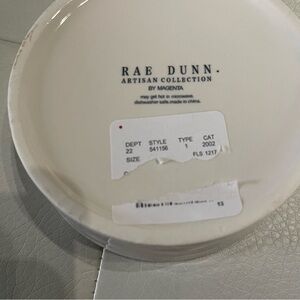 RAE DUNN.
ARTISAN COLLECTION
BY MAGENTA
may get hot in microwave.
dishwasher safe. made in china.
DEPT STYLE TYPE CAT
22 541156 1 2002
SIZE FLS 1217